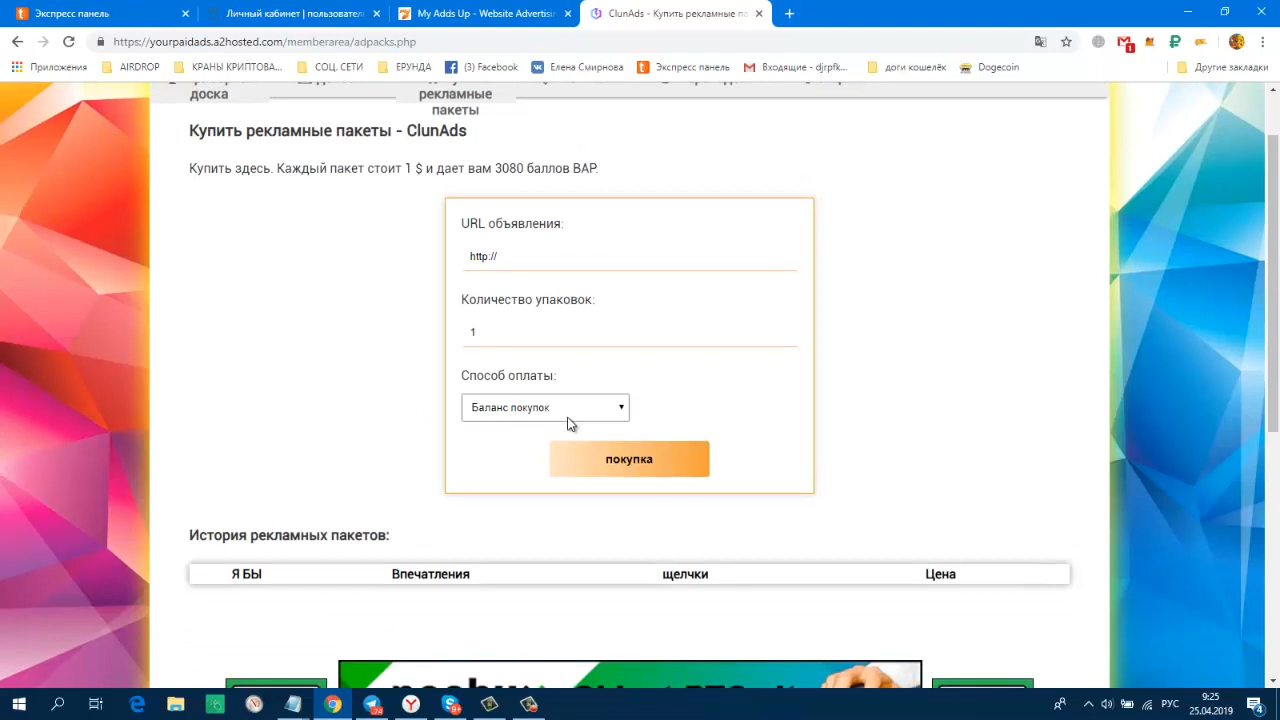 Экспресс панель
Личный кабинет | пользовател
My Adds Up - Website Advertisi
ClunAds - Купить рекламные па
https://yourpaidads.a2hosted.com/memberarea/adpacks.php
Приложения
AIRDROP
КРАНЫ КРИПТОВА...
СОЦ. СЕТИ
ЕРУНДА
(3) Facebook
Елена Смирнова
Экспресс панель
Входящие - djrpfk...
доги кошелёк
Dogecoin
Другие закладки
доска
рекламные
пакеты
Купить рекламные пакеты - ClunAds
Купить здесь. Каждый пакет стоит 1 $ и дает вам 3080 баллов BAP.
URL объявления:
http://
Количество упаковок:
1
Способ оплаты:
Баланс покупок
покупка
История рекламных пакетов:
Я БЫ
Впечатления
щелчки
Цена
РУС
9:25
25.04.2019